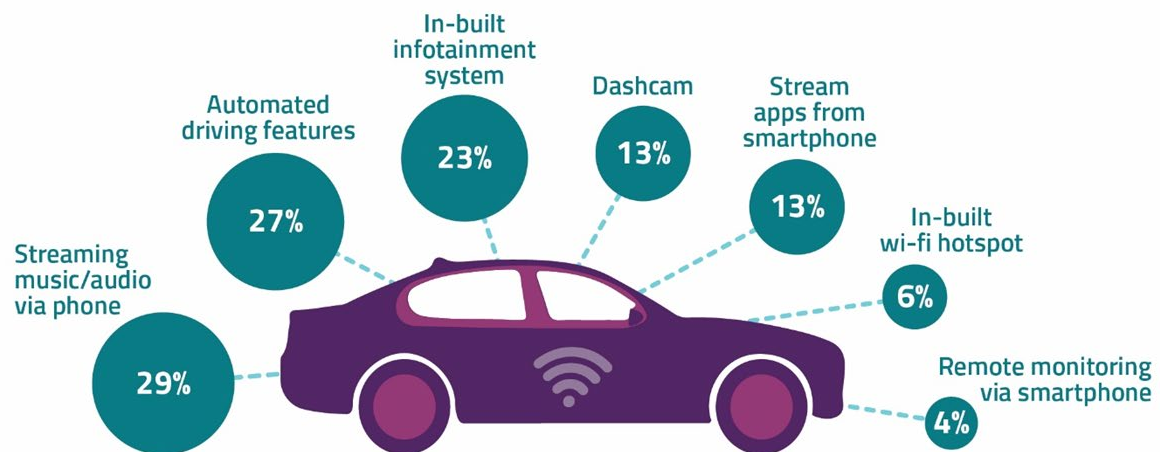 Streaming
music/audio
via phone
29%
Automated
driving features
27%
In-built
infotainment
system
23%
Dashcam
13%
Stream
apps from
smartphone
13%
In-built
wi-fi hotspot
6%
Remote monitoring
via smartphone
4%